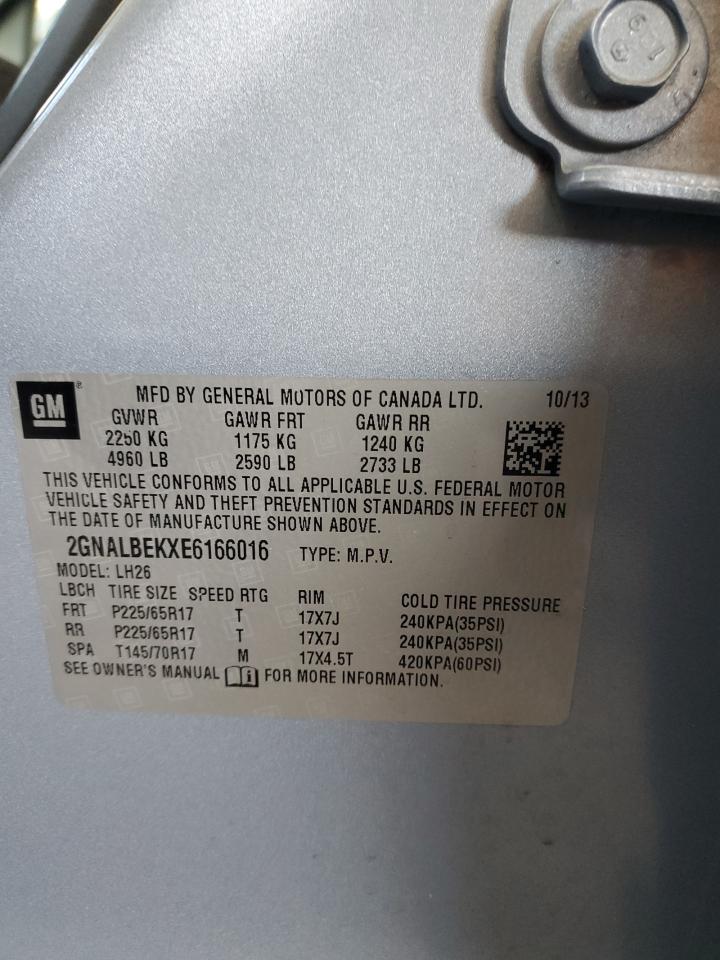 GM ® MFD BY GENERAL MOTORS OF CANADA LTD. 10/13
GVWR GAWR FRT GAWR RR
2250 KG 1175 KG 1240 KG
4960 LB 2590 LB 2733 LB
THIS VEHICLE CONFORMS TO ALL APPLICABLE U.S. FEDERAL MOTOR
VEHICLE SAFETY AND THEFT PREVENTION STANDARDS IN EFFECT ON
THE DATE OF MANUFACTURE SHOWN ABOVE.
2GNALBEKXE6166016 TYPE: M.P.V.
MODEL: LH26
LBCH TIRE SIZE SPEED RTG RIM COLD TIRE PRESSURE
FRT P225/65R17 T 17X7J 240KPA(35PSI)
RR P225/65R17 T 17X7J 240KPA(35PSI)
SPA T145/70R17 M 17X4.5T 420KPA(60PSI)
SEE OWNER'S MANUAL FOR MORE INFORMATION.